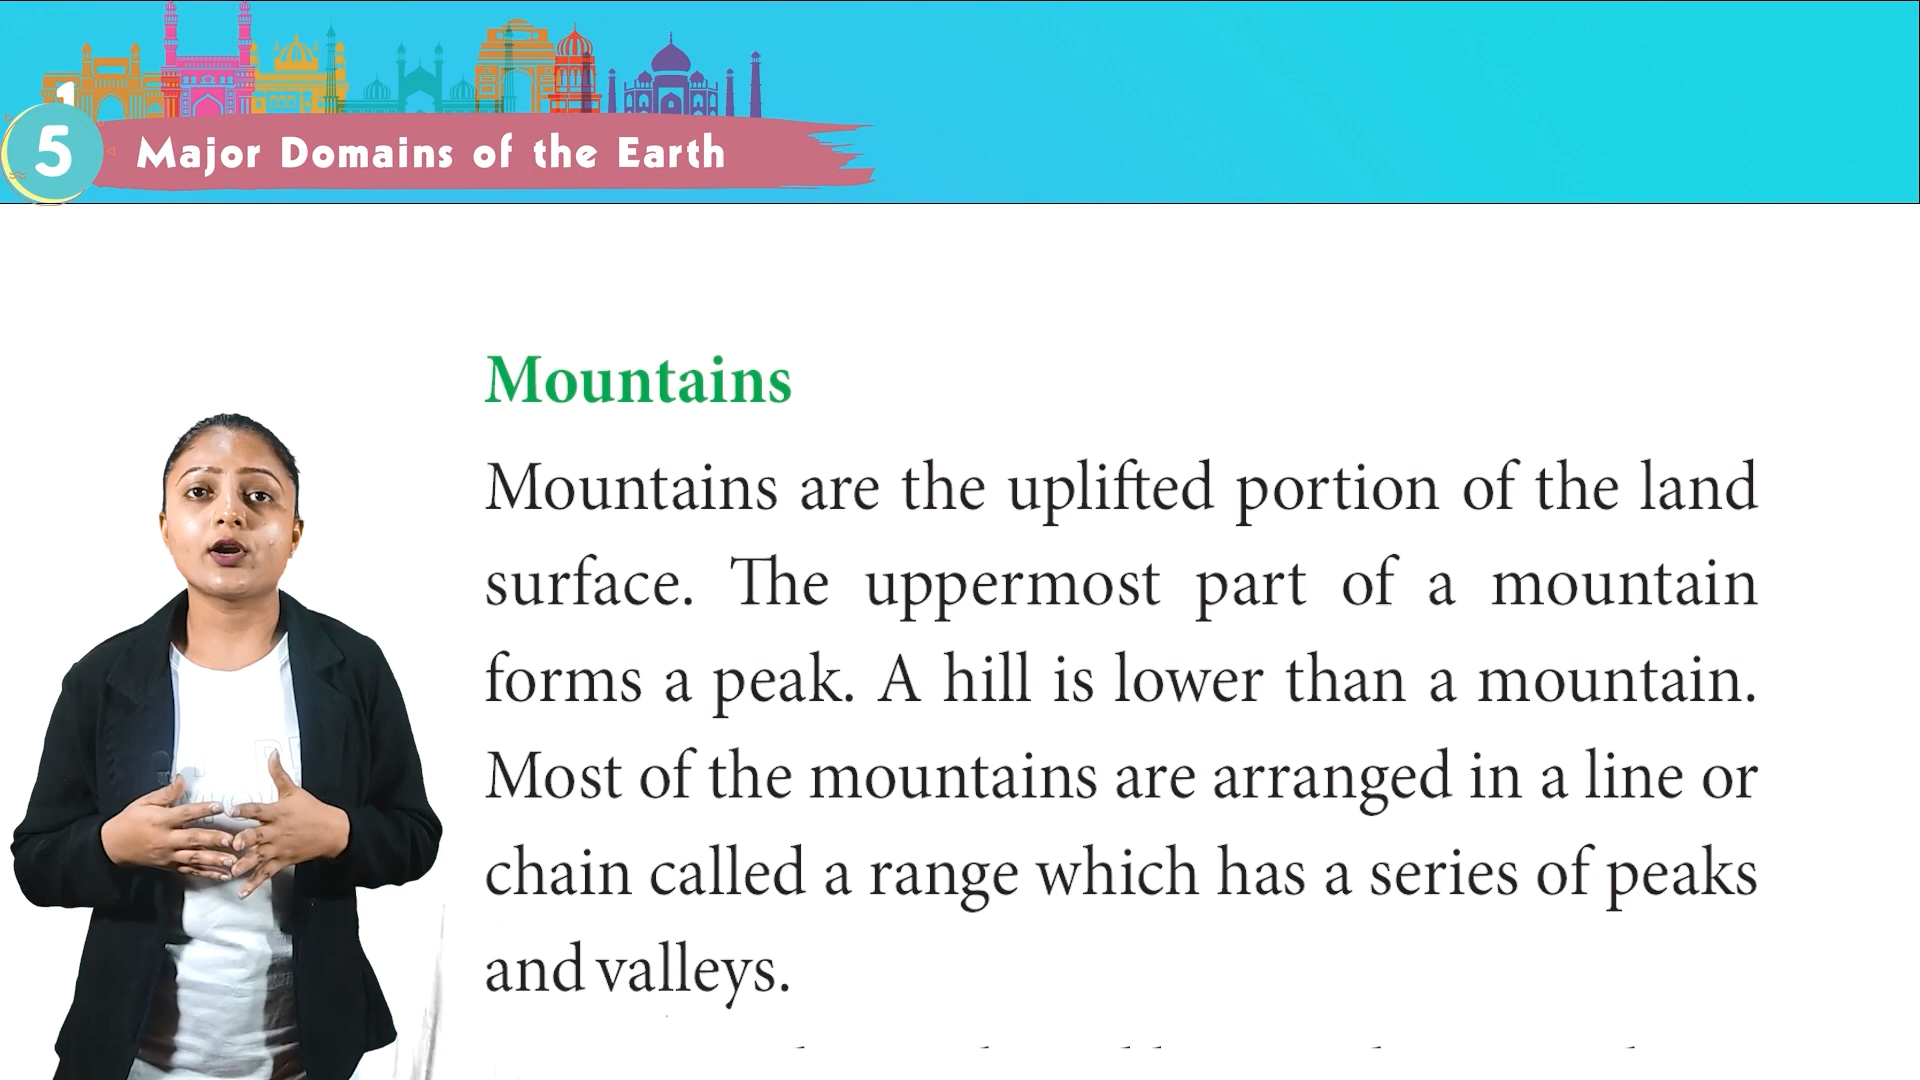 5
Major Domains of the Earth
Mountains
Mountains are the uplifted portion of the land
surface. The uppermost part of a mountain
forms a peak. A hill is lower than a mountain.
Most of the mountains are arranged in a line or
chain called a range which has a series of peaks
and valleys.